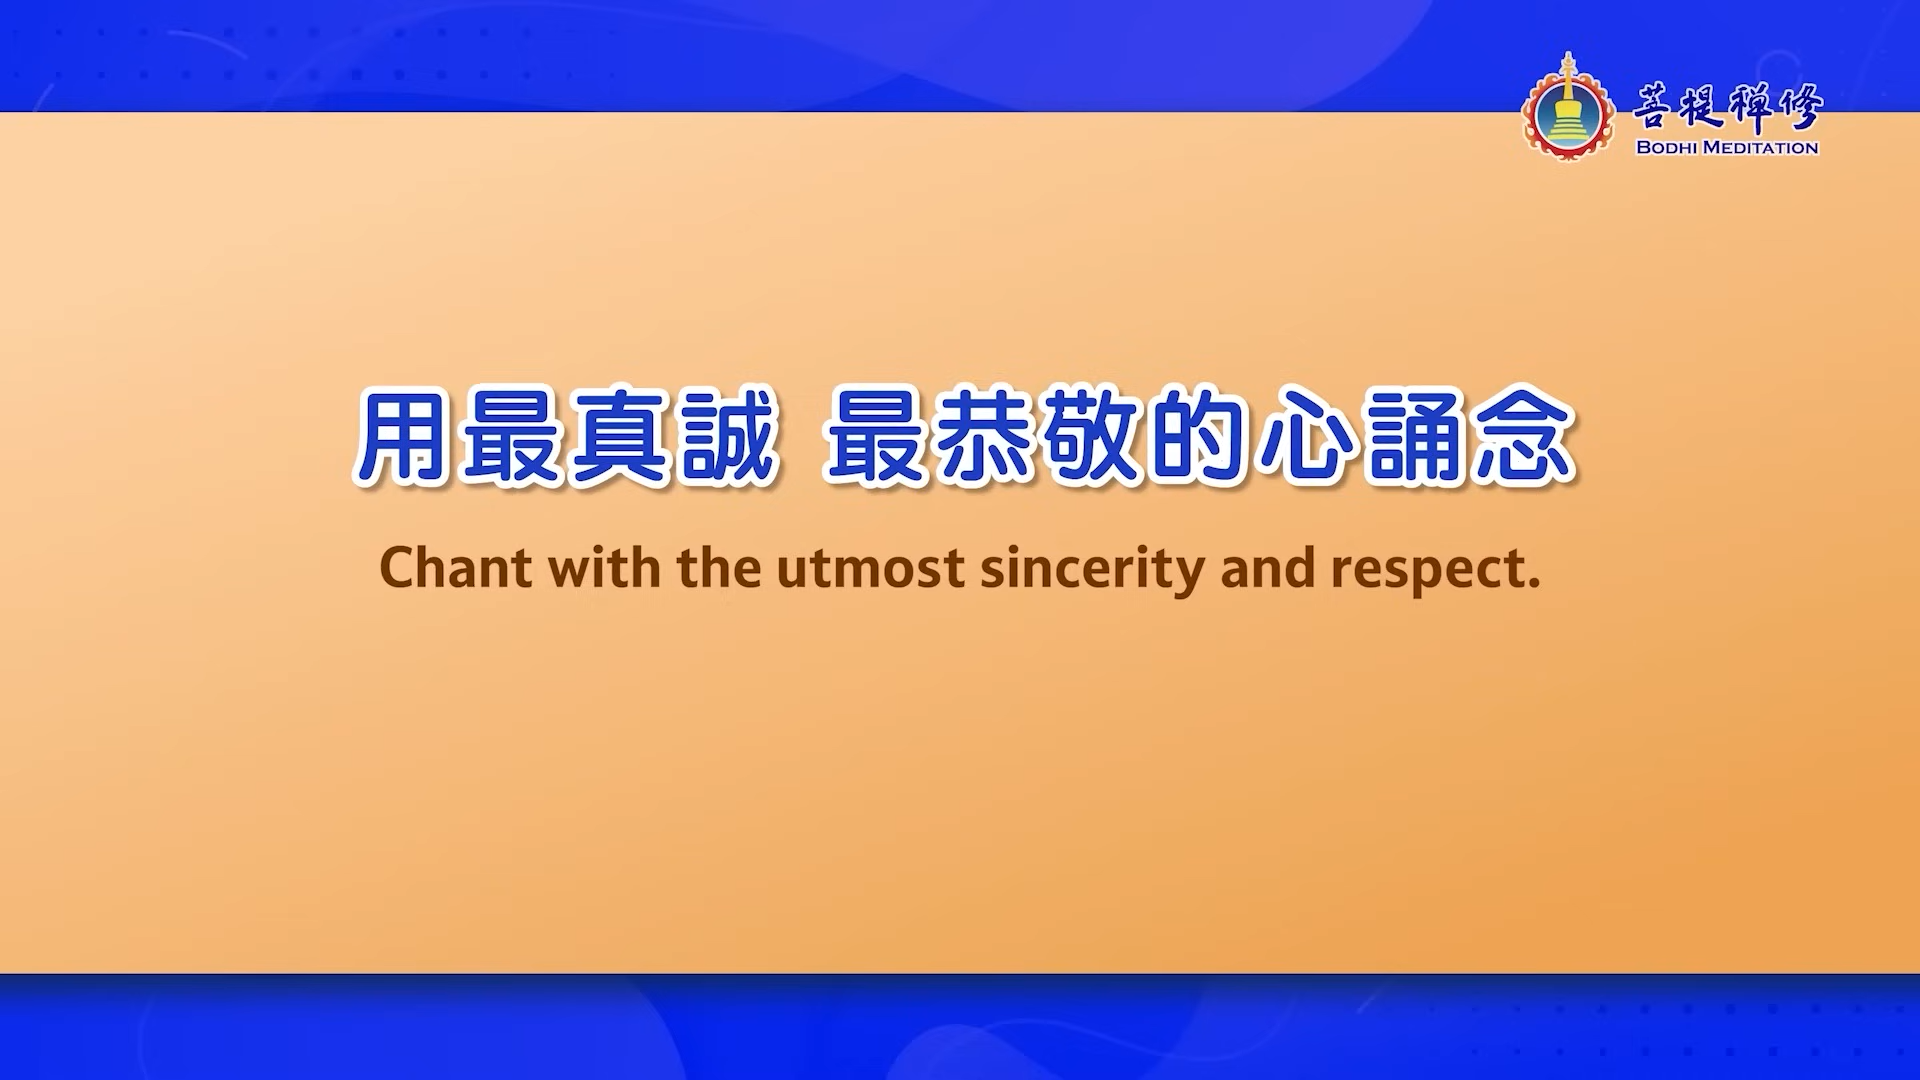 菩提禪修
BODHI MEDITATION
用最真誠 最恭敬的心誦念
Chant with the utmost sincerity and respect.